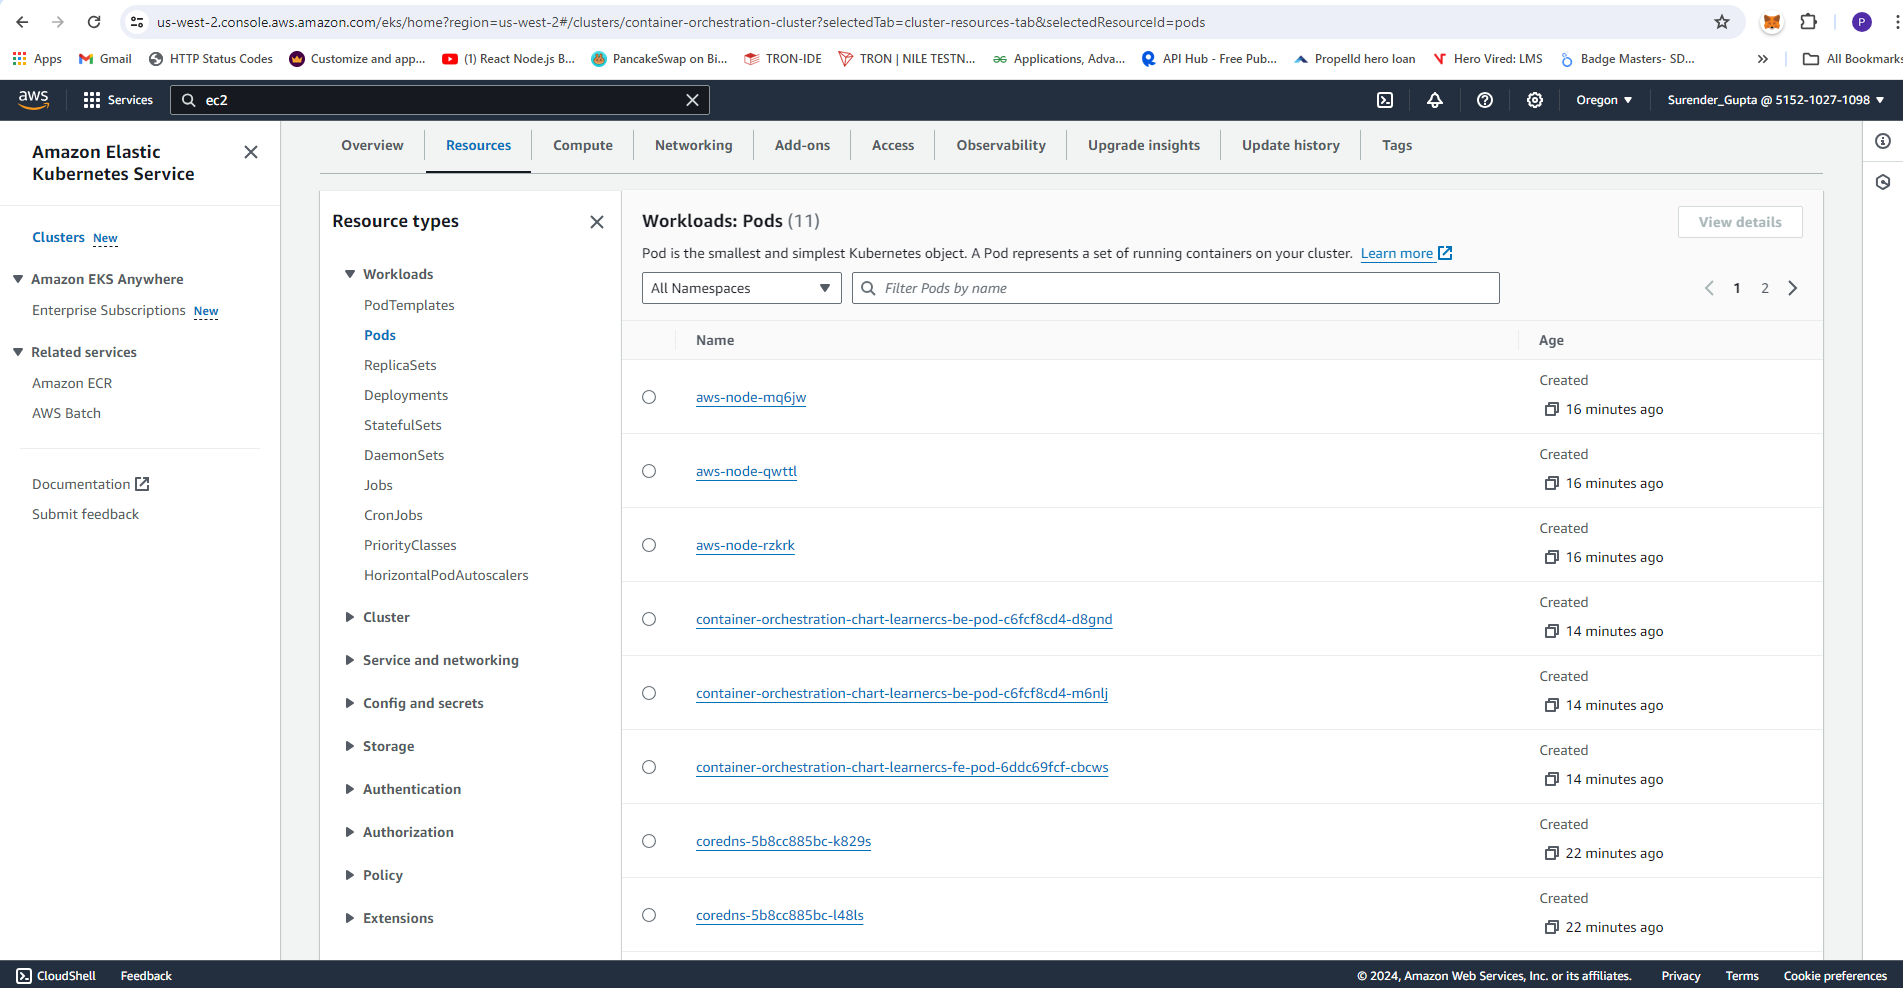 us-west-2.console.aws.amazon.com/eks/home?region=us-west-2#/clusters/container-orchestration-cluster?selectedTab=cluster-resources-tab&selectedResourceId=pods
P
Apps
Gmail
HTTP Status Codes
Customize and app...
(1) React Node.js B...
PancakeSwap on Bi...
TRON-IDE
TRON | NILE TESTN...
Applications, Adva...
API Hub - Free Pub...
Propelld hero loan
Hero Vired: LMS
Badge Masters- SD...
All Bookmarks
aws
Services
ec2
Oregon
Surender_Gupta @ 5152-1027-1098
Amazon Elastic
Kubernetes Service
Clusters New
Amazon EKS Anywhere
Enterprise Subscriptions New
Related services
Amazon ECR
AWS Batch
Documentation
Submit feedback
Overview
Resources
Compute
Networking
Add-ons
Access
Observability
Upgrade insights
Update history
Tags
Resource types
Workloads
PodTemplates
Pods
ReplicaSets
Deployments
StatefulSets
DaemonSets
Jobs
CronJobs
PriorityClasses
HorizontalPodAutoscalers
Cluster
Service and networking
Config and secrets
Storage
Authentication
Authorization
Policy
Extensions
Workloads: Pods (11)
View details
Pod is the smallest and simplest Kubernetes object. A Pod represents a set of running containers on your cluster. Learn more
All Namespaces
Filter Pods by name
1 2
Name
Age
aws-node-mq6jw
Created
16 minutes ago
aws-node-qwttl
Created
16 minutes ago
aws-node-rzkrk
Created
16 minutes ago
container-orchestration-chart-learnercs-be-pod-c6fcf8cd4-d8gnd
Created
14 minutes ago
container-orchestration-chart-learnercs-be-pod-c6fcf8cd4-m6nlj
Created
14 minutes ago
container-orchestration-chart-learnercs-fe-pod-6ddc69fcf-cbcws
Created
14 minutes ago
coredns-5b8cc885bc-k829s
Created
22 minutes ago
coredns-5b8cc885bc-l48ls
Created
22 minutes ago
CloudShell
Feedback
© 2024, Amazon Web Services, Inc. or its affiliates.
Privacy
Terms
Cookie preferences